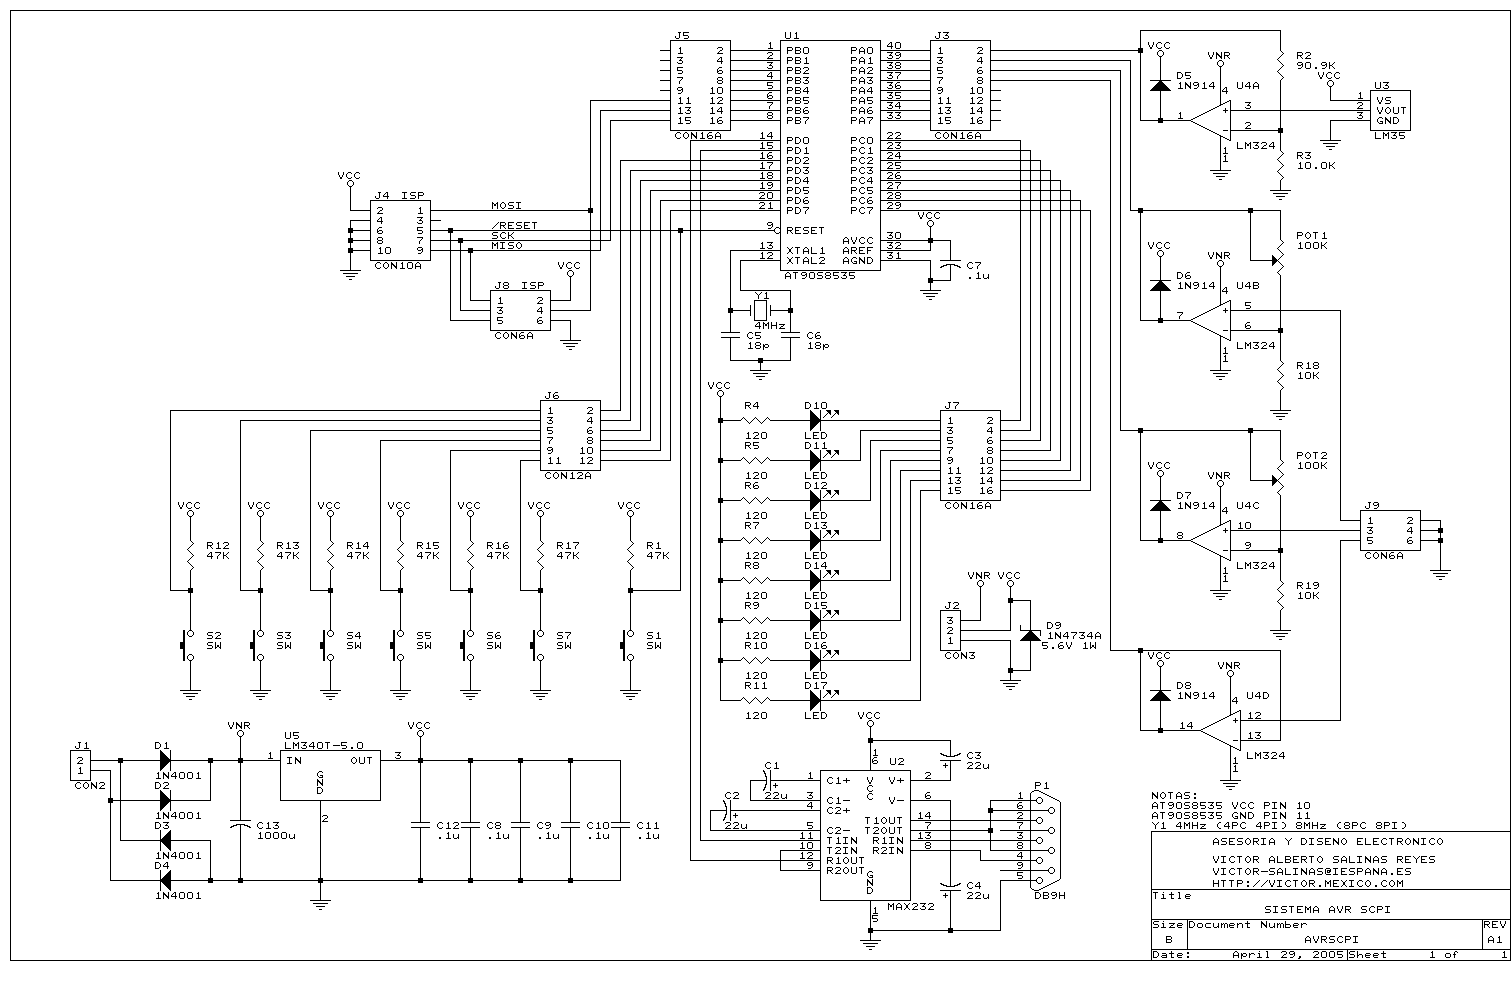 J5
1 2
3 4
5 6
7 8
9 10
11 12
13 14
15 16
CON16A
U1
1 PB0 PA0 40
2 PB1 PA1 39
3 PB2 PA2 38
4 PB3 PA3 37
5 PB4 PA4 36
6 PB5 PA5 35
7 PB6 PA6 34
8 PB7 PA7 33
14 PD0 PC0 22
15 PD1 PC1 23
16 PD2 PC2 24
17 PD3 PC3 25
18 PD4 PC4 26
19 PD5 PC5 27
20 PD6 PC6 28
21 PD7 PC7 29
9 RESET
AVCC 30
13 XTAL1 AREF 32
12 XTAL2 AGND 31
AT90S8535
J3
1 2
3 4
5 6
7 8
9 10
11 12
13 14
15 16
CON16A
VCC
C7
.1u
Y1
4MHz
C5
18p
C6
18p
VCC
D5
1N914
VNR
4
U4A
3
1
2
LM324
11
R2
90.9K
R3
10.0K
VCC
U3
1 VS
2 VOUT
3 GND
LM35
VCC
D6
1N914
VNR
4
U4B
5
7
6
LM324
11
POT1
100K
R18
10K
VCC
D7
1N914
VNR
4
U4C
10
8
9
LM324
11
POT2
100K
R19
10K
J9
1 2
3 4
5 6
CON6A
VCC
D8
1N914
VNR
4
U4D
12
14
13
LM324
11
VCC
J4 ISP
2 1
4 3
6 5
8 7
10 9
CON10A
MOSI
/RESET
SCK
MISO
VCC
J8 ISP
1 2
3 4
5 6
CON6A
J6
1 2
3 4
5 6
7 8
9 10
11 12
CON12A
VCC VCC VCC VCC VCC VCC VCC
R12 R13 R14 R15 R16 R17 R1
47K 47K 47K 47K 47K 47K 47K
S2 S3 S4 S5 S6 S7 S1
SW SW SW SW SW SW SW
VCC
R4 D10
120 LED
R5 D11
120 LED
R6 D12
120 LED
R7 D13
120 LED
R8 D14
120 LED
R9 D15
120 LED
R10 D16
120 LED
R11 D17
120 LED
J7
1 2
3 4
5 6
7 8
9 10
11 12
13 14
15 16
CON16A
VNR VCC
J2
3
2
1
CON3
D9
1N4734A
5.6V 1W
J1
2
1
CON2
D1
1N4001
D2
1N4001
D3
1N4001
D4
1N4001
VNR
C13
1000u
U5
LM340T-5.0
1 IN OUT 3
GND
2
VCC
C12 C8 C9 C10 C11
.1u .1u .1u .1u .1u
VCC
16
U2
VCC
C3
22u
C1
22u
C2
22u
1 C1+ V+ 2
3 C1- V- 6
4 C2+
T1OUT 14
5 C2- T2OUT 7
11 T1IN R1IN 13
10 T2IN R2IN 8
12 R1OUT
9 R2OUT
GND
15
MAX232
C4
22u
P1
1
6
2
7
3
8
4
9
5
DB9H
NOTAS:
AT90S8535 VCC PIN 10
AT90S8535 GND PIN 11
Y1 4MHz (4PC 4PI) 8MHz (8PC 8PI)
ASESORIA Y DISENO ELECTRONICO
VICTOR ALBERTO SALINAS REYES
VICTOR-SALINAS@IESPANA.ES
HTTP://VICTOR.MEXICO.COM
Title
SISTEMA AVR SCPI
Size Document Number REV
B AVRSCPI A1
Date: April 29, 2005 Sheet 1 of 1